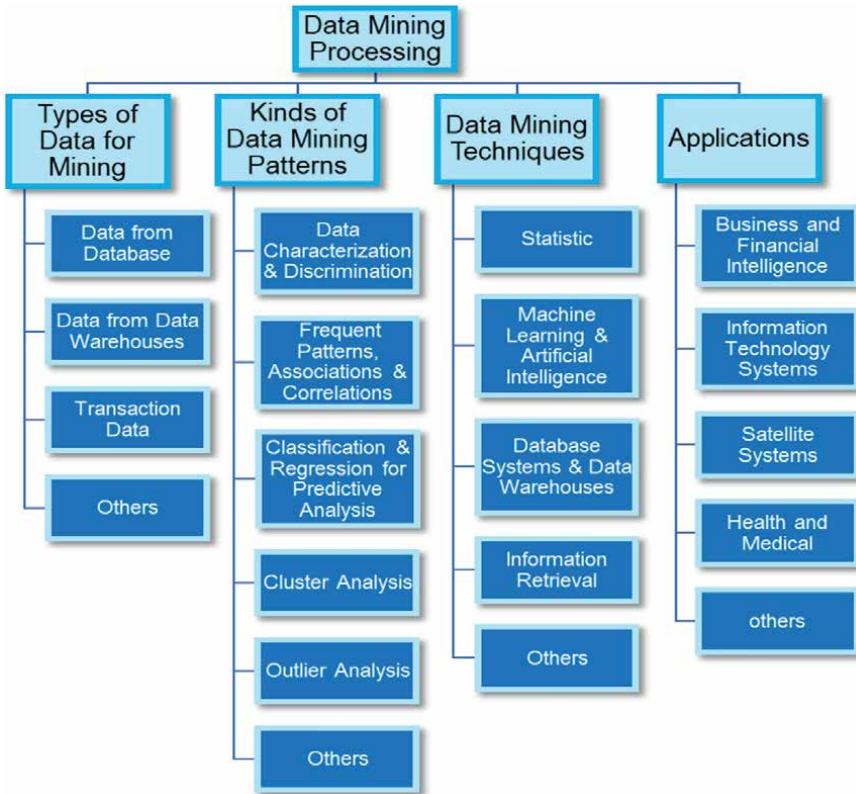 Data Mining
Processing
Types of
Data for
Mining
Data from
Database
Data from Data
Warehouses
Transaction
Data
Others
Kinds of
Data Mining
Patterns
Data
Characterization
& Discrimination
Frequent
Patterns,
Associations &
Correlations
Classification &
Regression for
Predictive
Analysis
Cluster Analysis
Outlier Analysis
Others
Data Mining
Techniques
Statistic
Machine
Learning &
Artificial
Intelligence
Database
Systems & Data
Warehouses
Information
Retrieval
Others
Applications
Business and
Financial
Intelligence
Information
Technology
Systems
Satellite
Systems
Health and
Medical
others